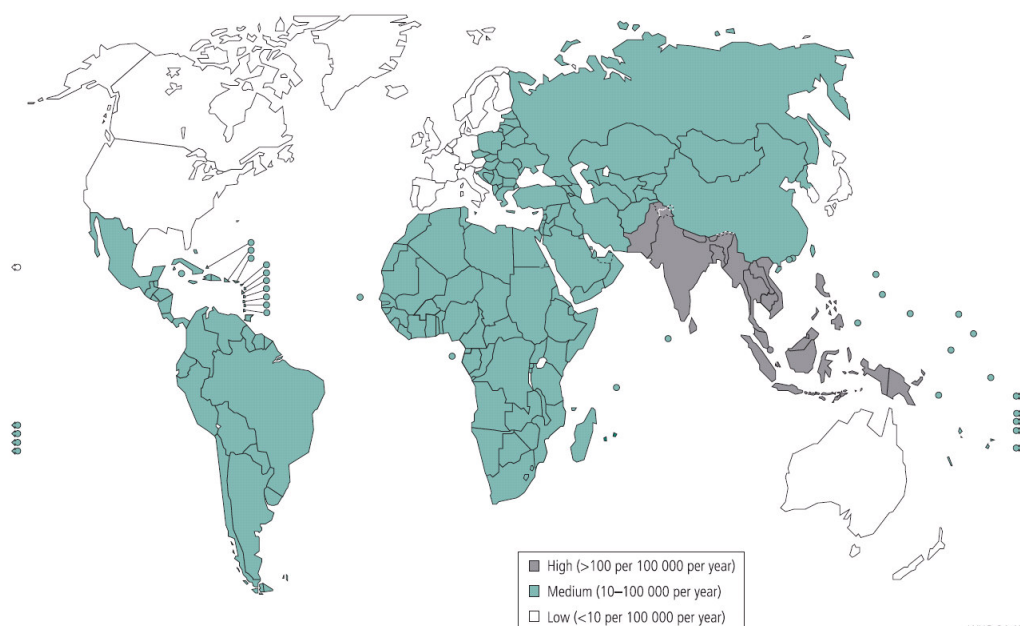 High (>100 per 100 000 per year)
Medium (10–100 000 per year)
Low (<10 per 100 000 per year)